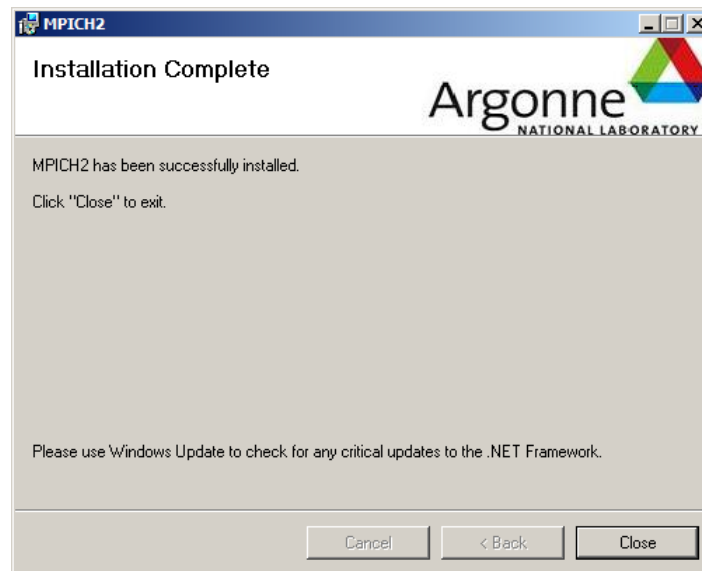 MPICH2
Installation Complete
Argonne
NATIONAL LABORATORY
MPICH2 has been successfully installed.
Click "Close" to exit.
Please use Windows Update to check for any critical updates to the .NET Framework.
Cancel
< Back
Close